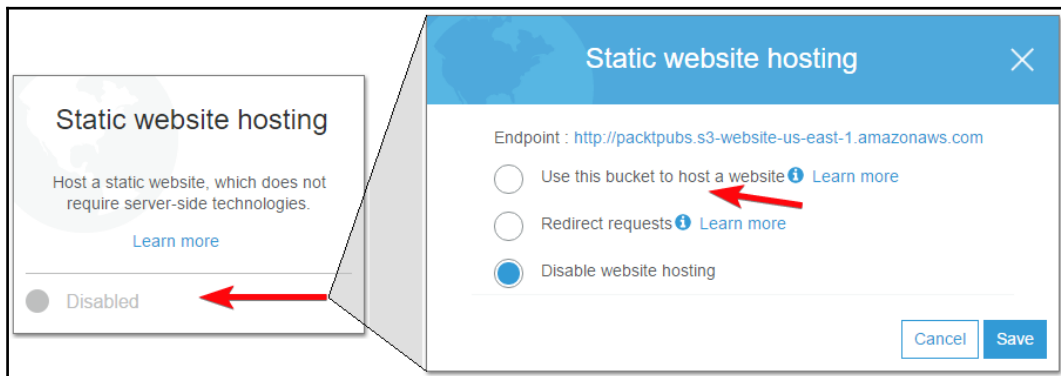 Static website hosting
Host a static website, which does not
require server-side technologies.
Learn more
Disabled
Static website hosting
Endpoint : http://packtpubs.s3-website-us-east-1.amazonaws.com
Use this bucket to host a website Learn more
Redirect requests Learn more
Disable website hosting
Cancel Save